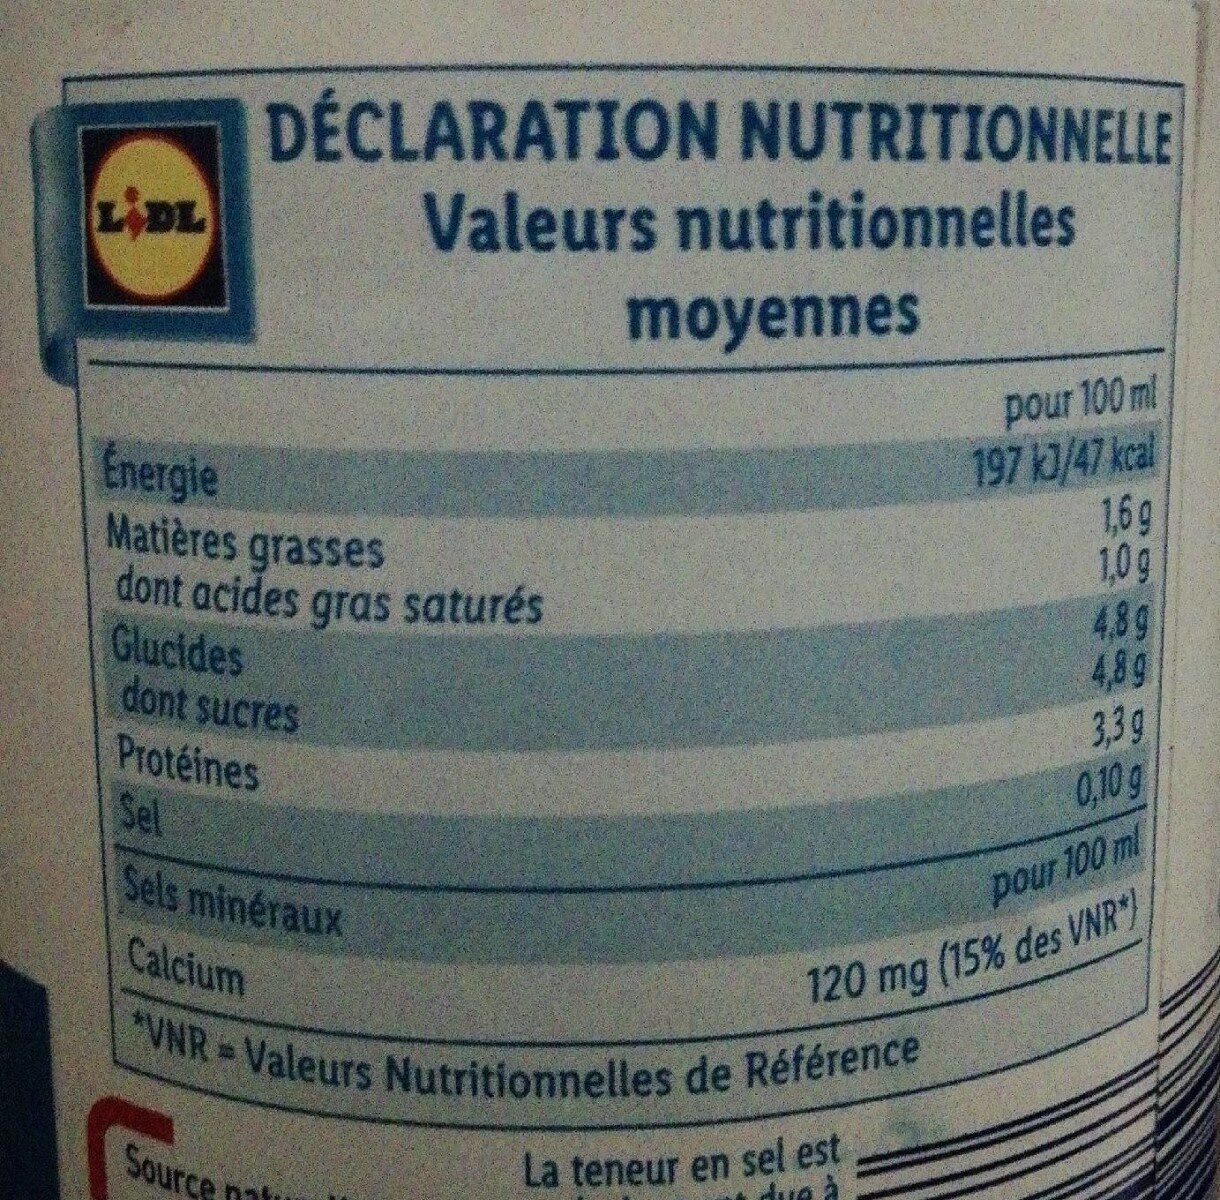 LIDL
DÉCLARATION NUTRITIONNELLE
Valeurs nutritionnelles
moyennes
pour 100 ml
Énergie 197 kJ/47 kcal
Matières grasses 1,6 g
dont acides gras saturés 1,0 g
Glucides 4,8 g
dont sucres 4,8 g
Protéines 3,3 g
Sel 0,10 g
Sels minéraux pour 100 ml
Calcium 120 mg (15% des VNR*)
*VNR = Valeurs Nutritionnelles de Référence
Source
La teneur en sel est
due à